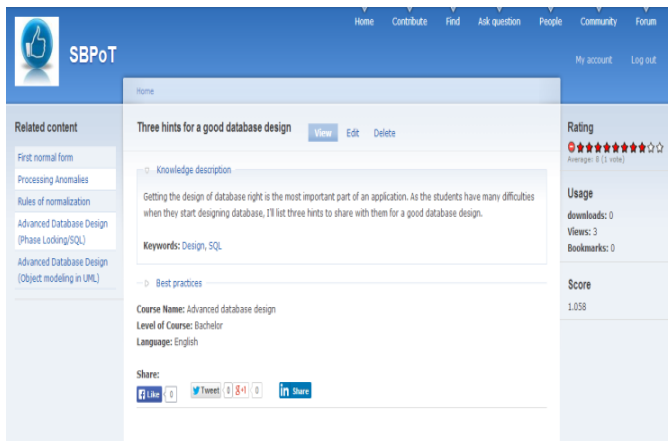 Home Contribute Find Ask question People Community Forum
SBPoT
My account Log out
Home
Related content
First normal form
Processing Anomalies
Rules of normalization
Advanced Database Design
(Phase Locking/SQL)
Advanced Database Design
(Object modeling in UML)
Three hints for a good database design View Edit Delete
Knowledge description
Getting the design of database right is the most important part of an application. As the students have many difficulties
when they start designing database, I'll list three hints to share with them for a good database design.
Keywords: Design, SQL
Best practices
Course Name: Advanced database design
Level of Course: Bachelor
Language: English
Share:
Like 0 Tweet 0 g+1 0 in Share
Rating
Average: 8 (1 vote)
Usage
downloads: 0
Views: 3
Bookmarks: 0
Score
1.058